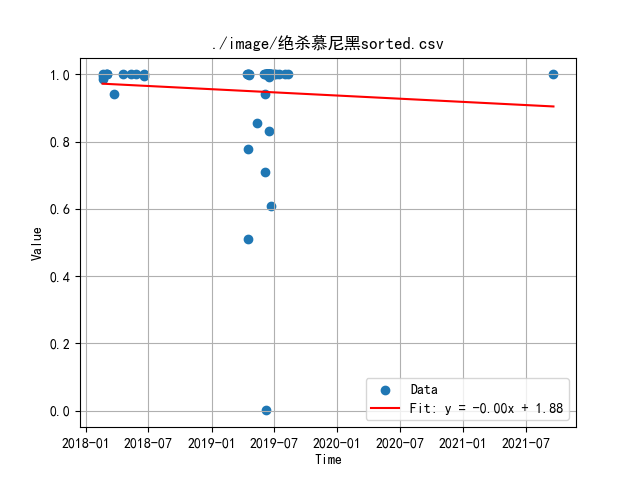 ./image/绝杀慕尼黑sorted.csv
1.0
0.8
0.6
0.4
0.2
0.0
Value
Data
Fit: y = -0.00x + 1.88
2018-01 2018-07 2019-01 2019-07 2020-01 2020-07 2021-01 2021-07
Time